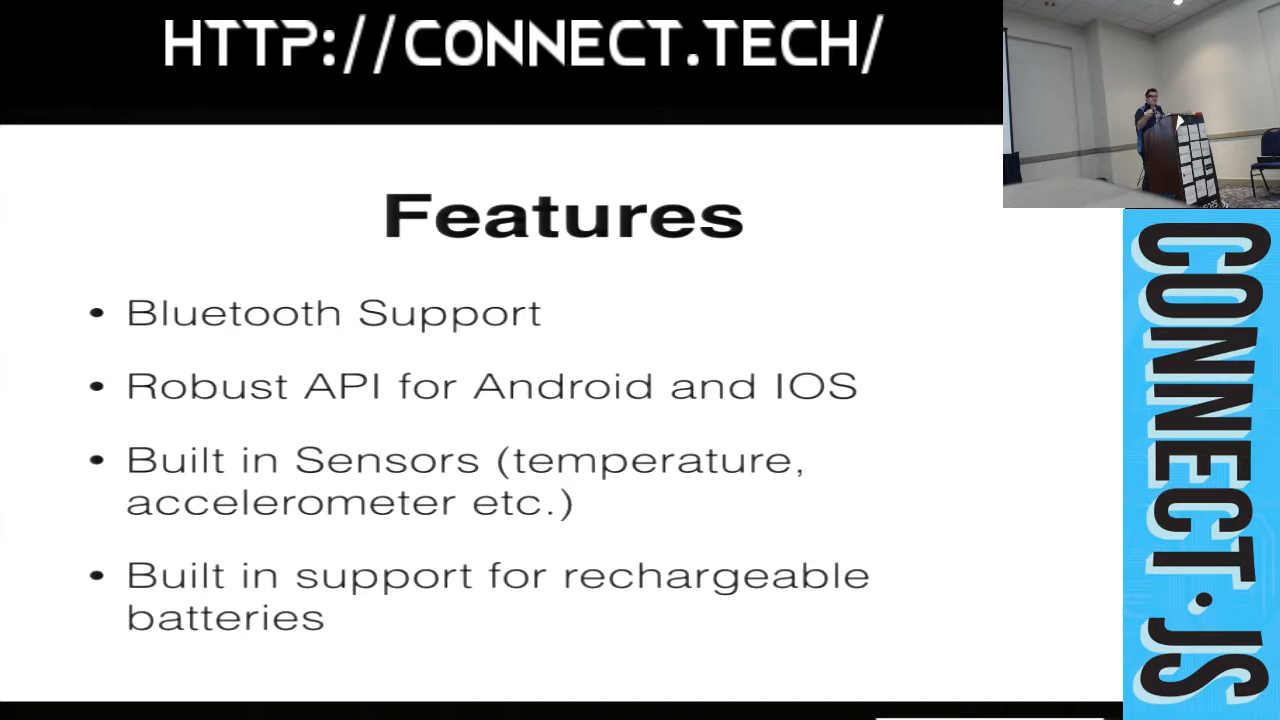 HTTP://CONNECT.TECH/
Features
• Bluetooth Support
• Robust API for Android and IOS
• Built in Sensors (temperature,
accelerometer etc.)
• Built in support for rechargeable
batteries
CONNECT.JS